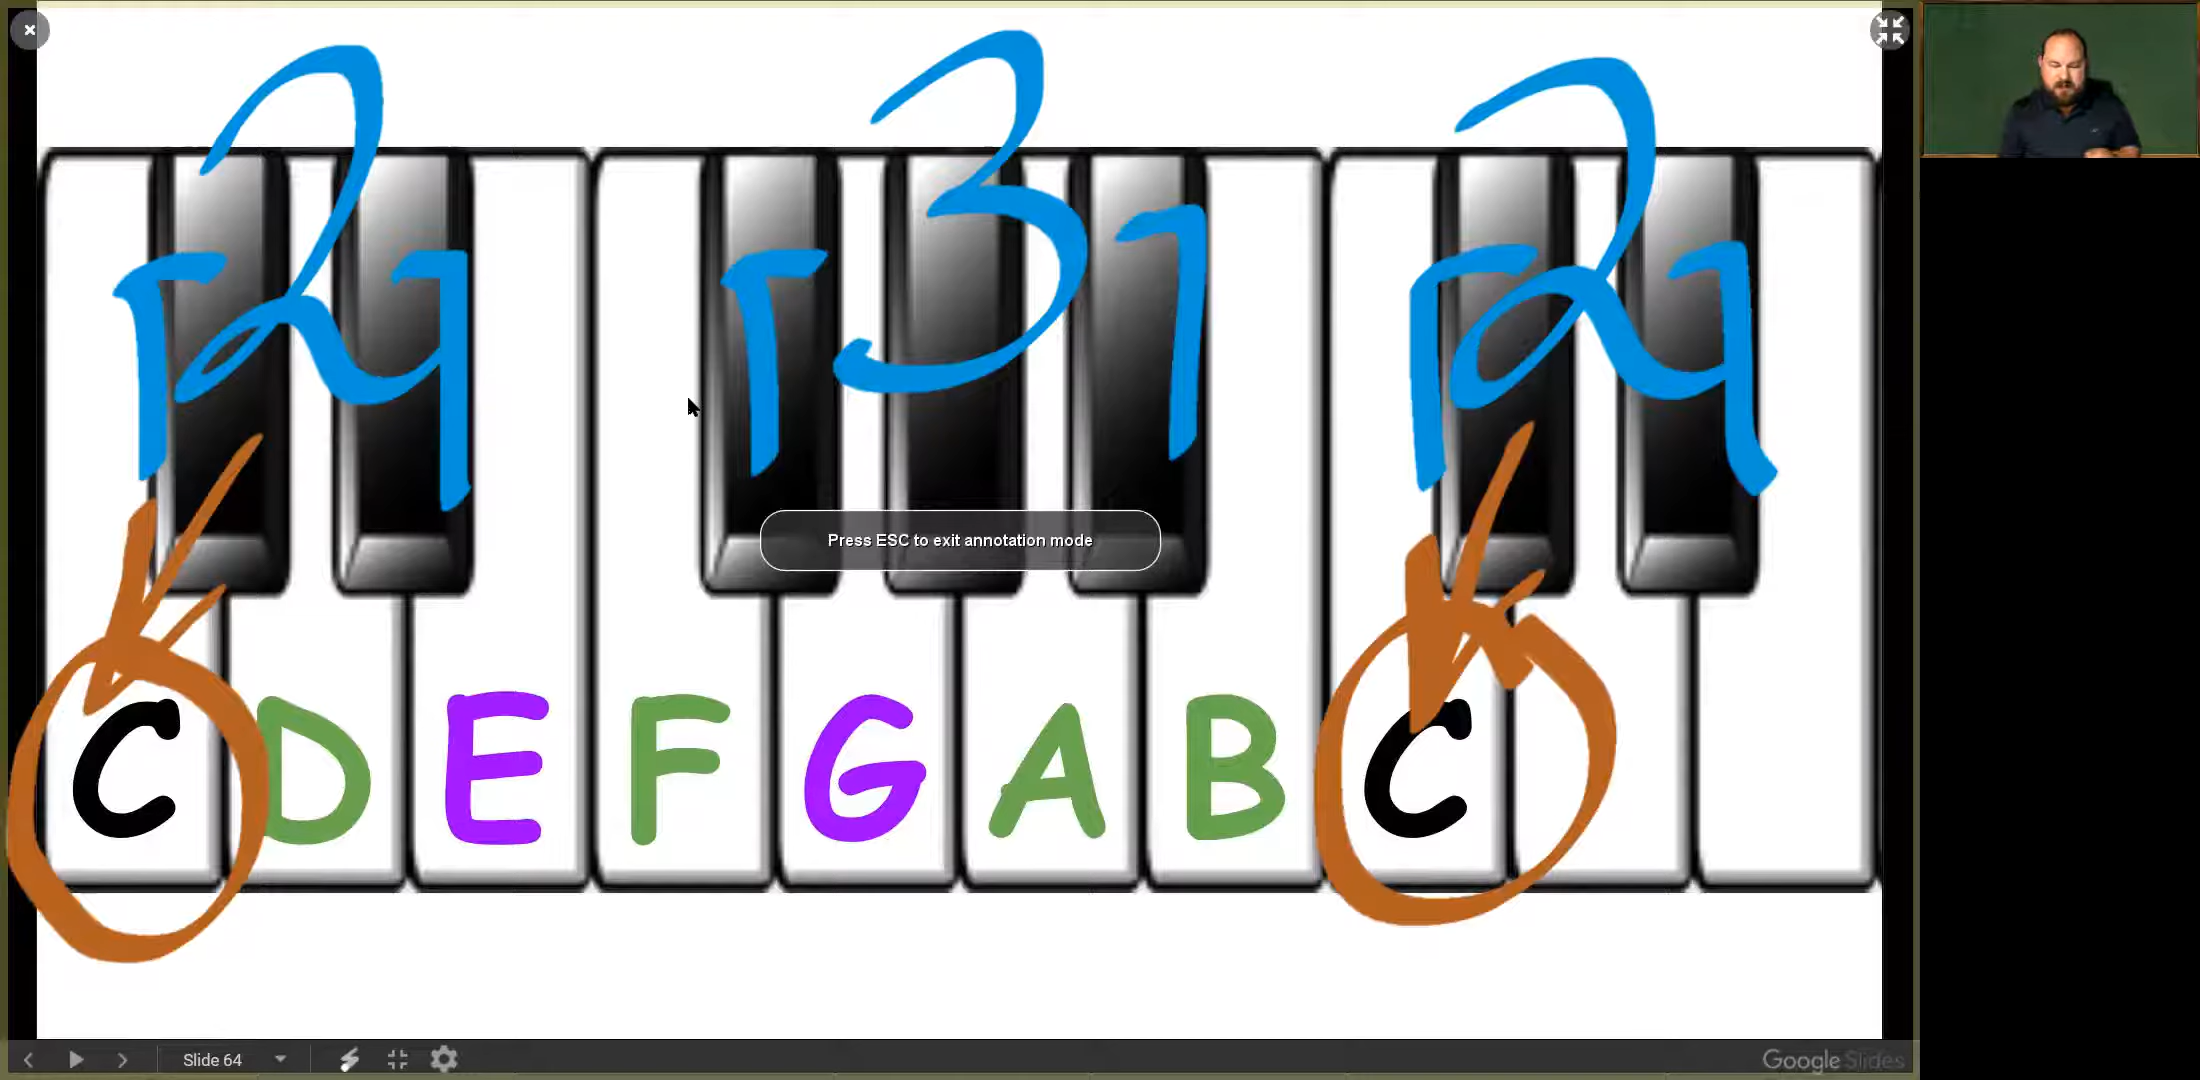 2 3 2
Press ESC to exit annotation mode
C D E F G A B C
Slide 64
Google Slides